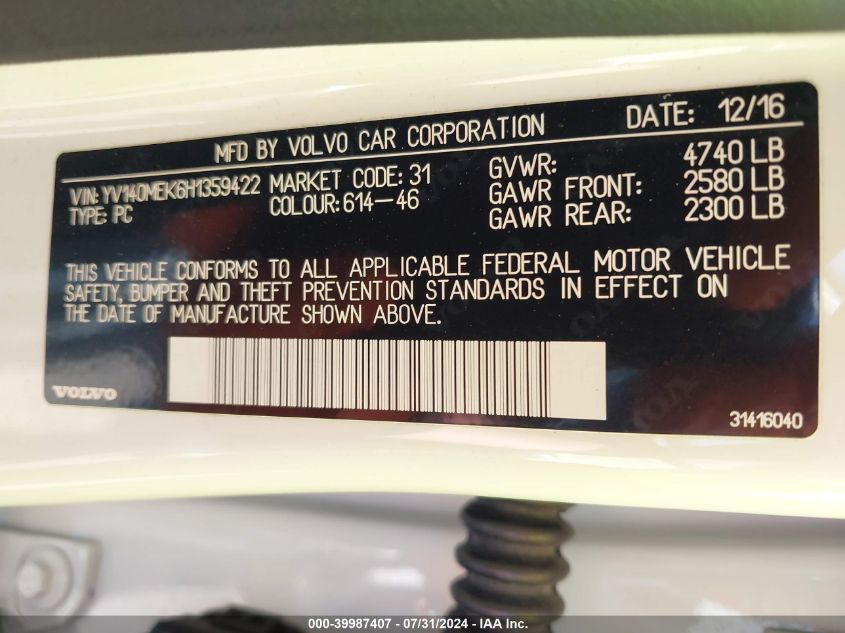 MFD BY VOLVO CAR CORPORATION DATE: 12/16
VIN: YV140MEK6H1359422 MARKET CODE: 31 GVWR: 4740 LB
TYPE: PC COLOUR: 614-46 GAWR FRONT: 2580 LB
GAWR REAR: 2300 LB
THIS VEHICLE CONFORMS TO ALL APPLICABLE FEDERAL MOTOR VEHICLE
SAFETY, BUMPER AND THEFT PREVENTION STANDARDS IN EFFECT ON
THE DATE OF MANUFACTURE SHOWN ABOVE.
VOLVO
31416040
000-39987407 / 07/31/2024 - IAA Inc.